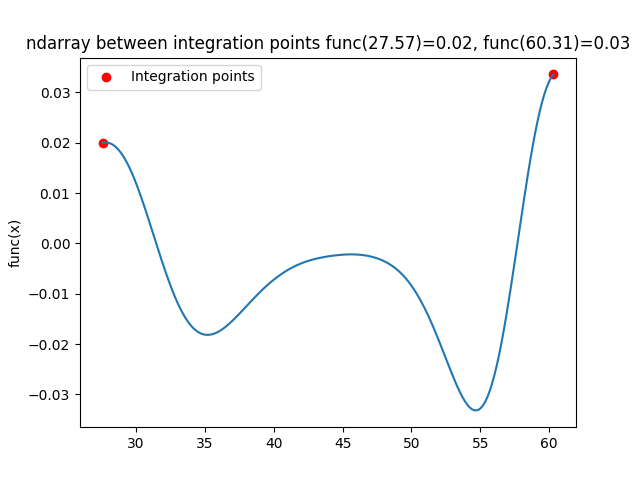 ndarray between integration points func(27.57)=0.02, func(60.31)=0.03
Integration points
func(x)
0.03
0.02
0.01
0.00
−0.01
−0.02
−0.03
30 35 40 45 50 55 60